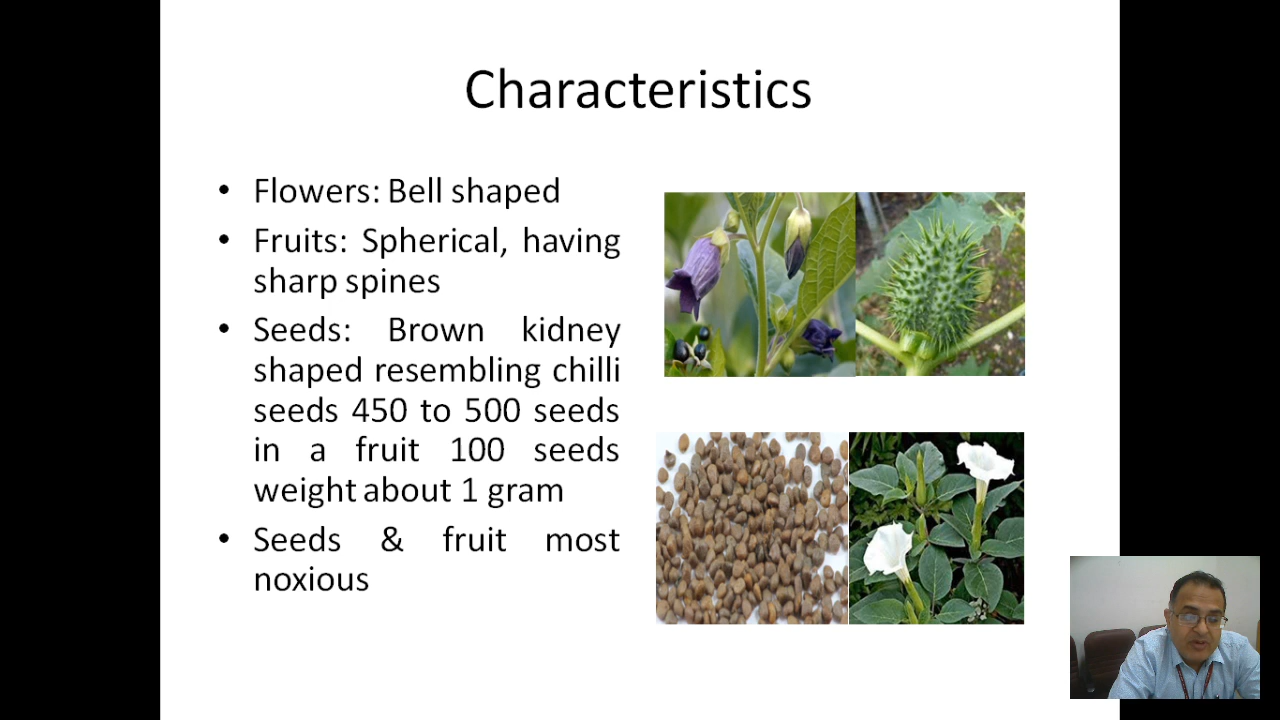 Characteristics
• Flowers: Bell shaped
• Fruits: Spherical, having
sharp spines
• Seeds: Brown kidney
shaped resembling chilli
seeds 450 to 500 seeds
in a fruit 100 seeds
weight about 1 gram
• Seeds & fruit most
noxious